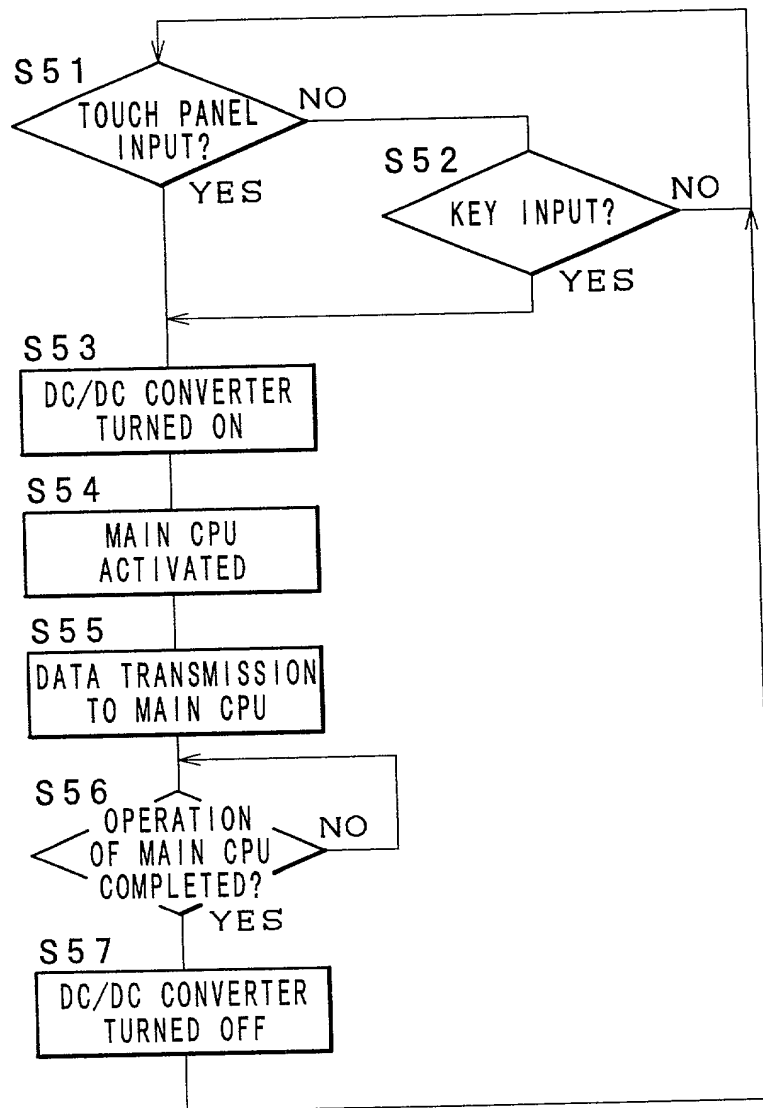 S51
TOUCH PANEL
INPUT?
NO
YES
S52
KEY INPUT?
NO
YES
S53
DC/DC CONVERTER
TURNED ON
S54
MAIN CPU
ACTIVATED
S55
DATA TRANSMISSION
TO MAIN CPU
S56
OPERATION
OF MAIN CPU
COMPLETED?
NO
YES
S57
DC/DC CONVERTER
TURNED OFF